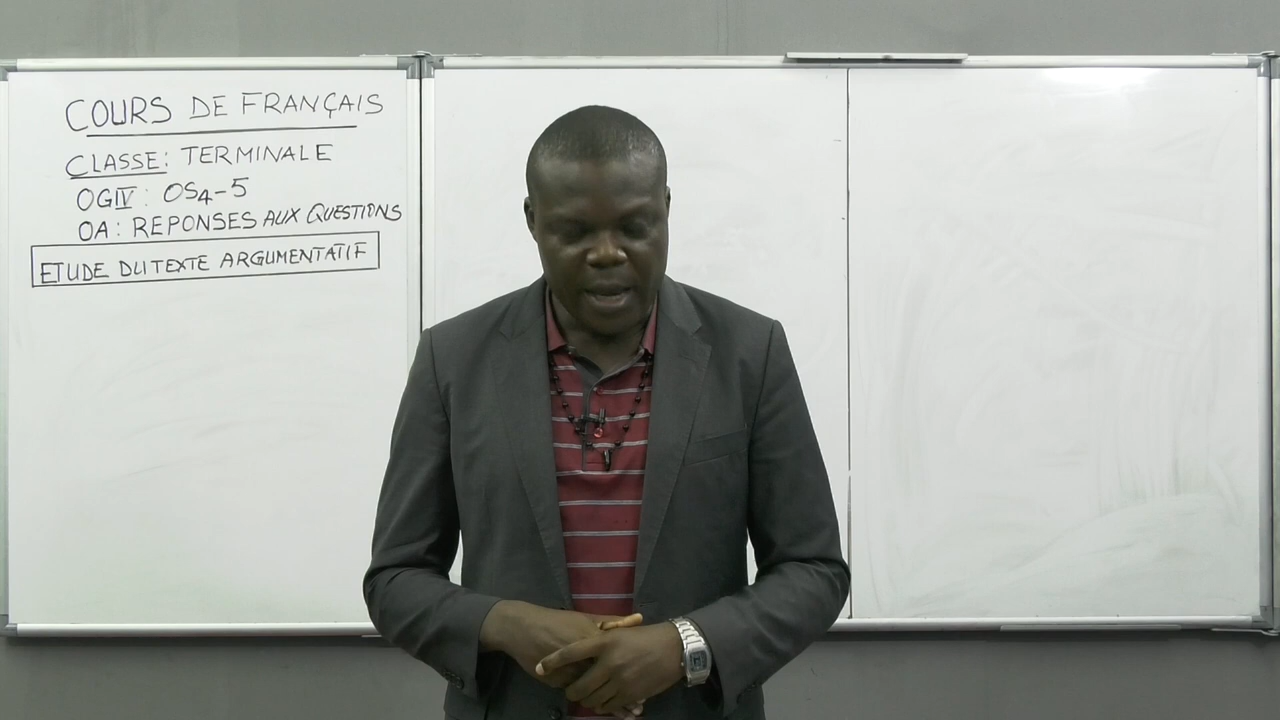 COURS DE FRANÇAIS
CLASSE: TERMINALE
OGIV : OS4-5
OA: REPONSES AUX QUESTIONS
ETUDE DU TEXTE ARGUMENTATIF